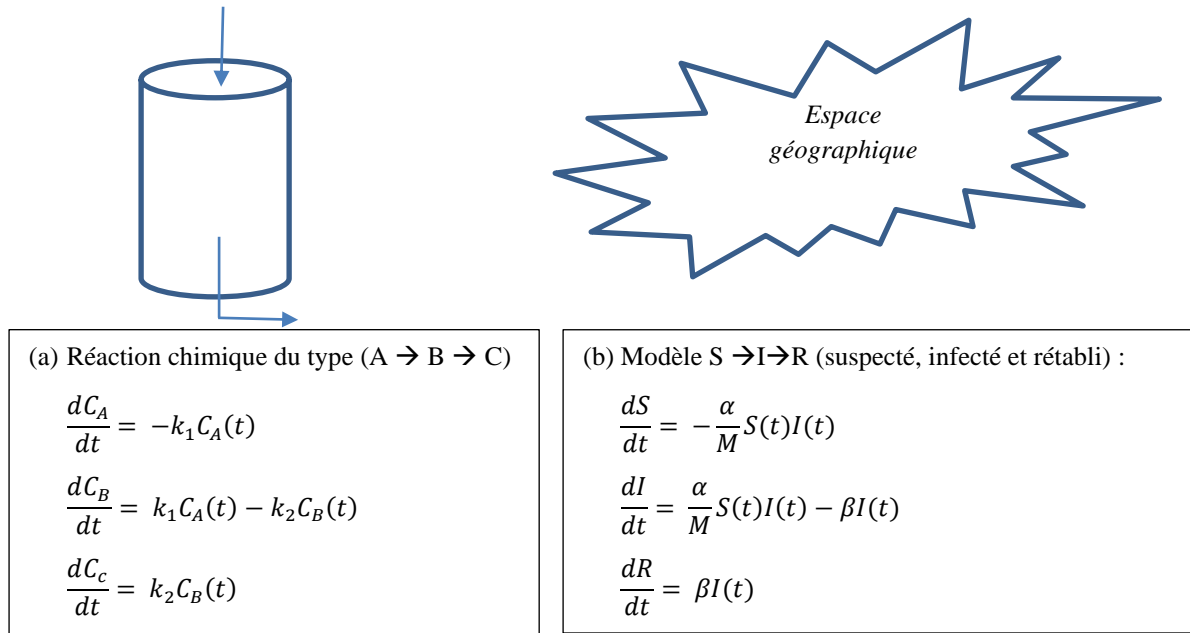 Espace
géographique
(a) Réaction chimique du type (A → B → C)
dC_A/dt = −k_1C_A(t)
dC_B/dt = k_1C_A(t) − k_2C_B(t)
dC_c/dt = k_2C_B(t)
(b) Modèle S →I→R (suspecté, infecté et rétabli) :
dS/dt = −α/M S(t)I(t)
dI/dt = α/M S(t)I(t) − βI(t)
dR/dt = βI(t)